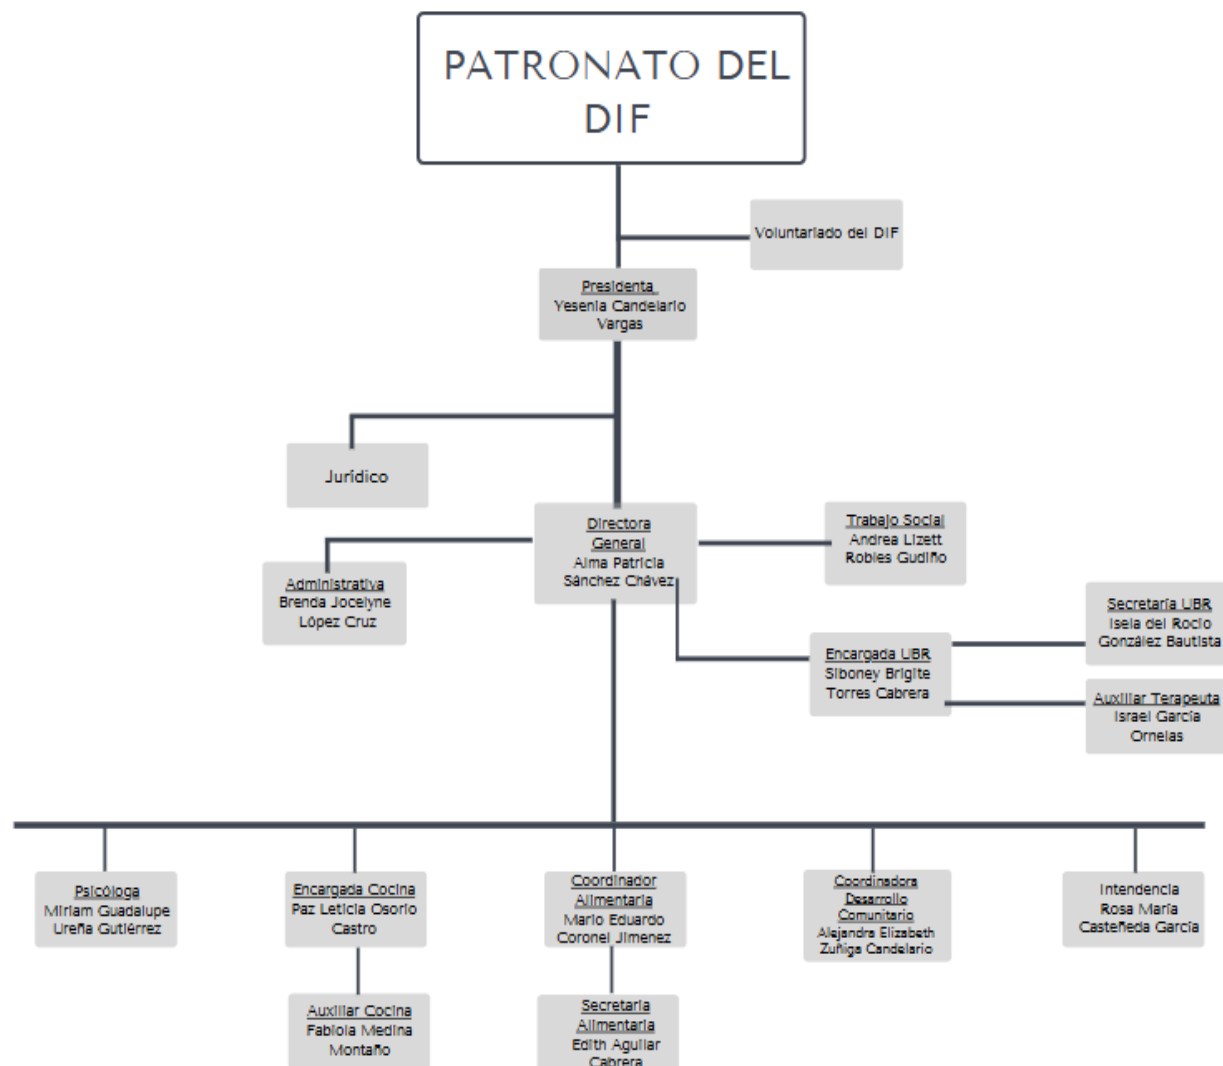 PATRONATO DEL
DIF
Voluntariado del DIF
Presidenta
Yesenia Candelario
Vargas
Jurídico
Directora
General
Alma Patricia
Sánchez Chávez
Trabajo Social
Andrea Lizett
Robles Gudiño
Administrativa
Brenda Jocelyne
López Cruz
Encargada UBR
Siboney Brigite
Torres Cabrera
Secretaría UBR
Isela del Rocio
González Bautista
Auxiliar Terapeuta
Israel García
Ornelas
Psicóloga
Miriam Guadalupe
Ureña Gutiérrez
Encargada Cocina
Paz Leticia Osorio
Castro
Coordinador
Alimentaria
Mario Eduardo
Coronel Jimenez
Coordinadora
Desarrollo
Comunitario
Alejandra Elizabeth
Zuñiga Candelario
Intendencia
Rosa María
Casteñeda García
Auxiliar Cocina
Fabiola Medina
Montaño
Secretaria
Alimentaria
Edith Aguilar
Cabrera